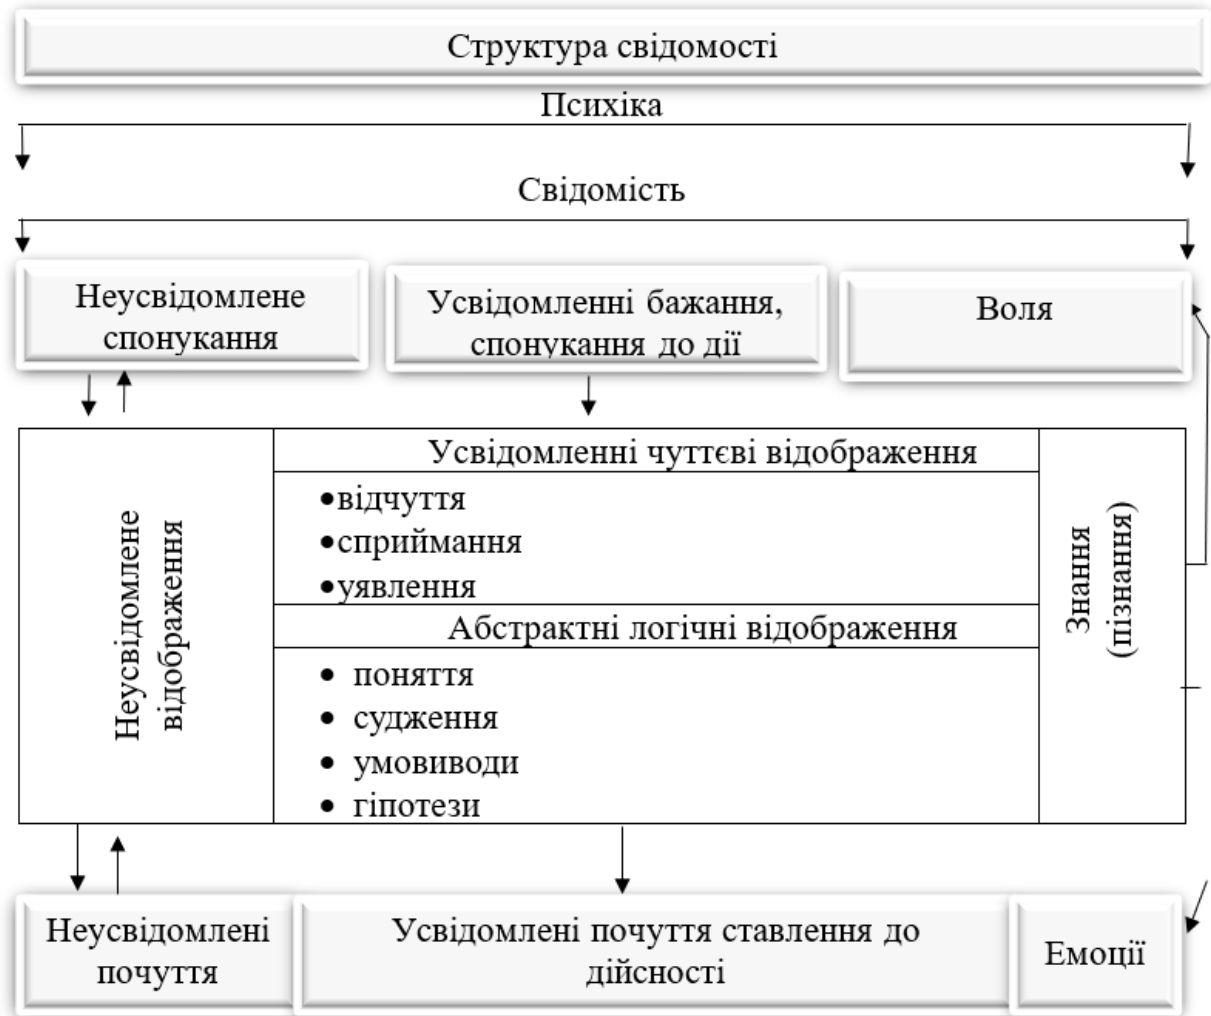 Структура свідомості
Психіка
Свідомість
Неусвідомлене
спонукання
Усвідомленні бажання,
спонукання до дії
Воля
Неусвідомлене
відображення
Усвідомленні чуттєві відображення
•відчуття
•сприймання
•уявлення
Абстрактні логічні відображення
• поняття
• судження
• умовиводи
• гіпотези
Знання
(пізнання)
Неусвідомлені
почуття
Усвідомлені почуття ставлення до
дійсності
Емоції